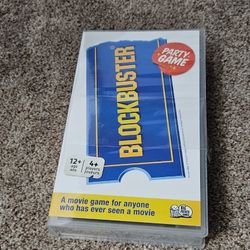 PARTY
GAME
BLOCKBUSTER
12+
4+
A movie game for anyone
who has ever seen a movie